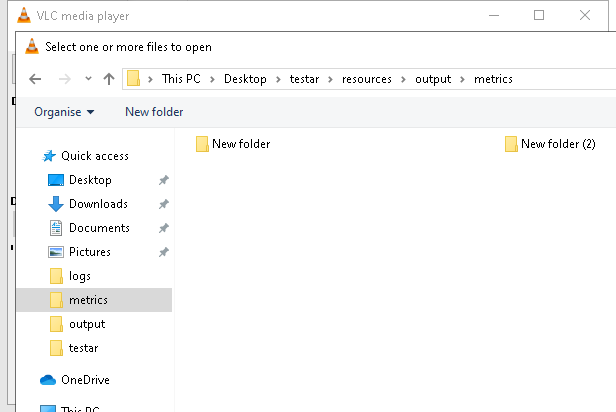 VLC media player
Select one or more files to open
This PC > Desktop > testar > resources > output > metrics
Organise New folder
Quick access
Desktop
Downloads
Documents
Pictures
logs
metrics
output
testar
OneDrive
This PC
New folder
New folder (2)